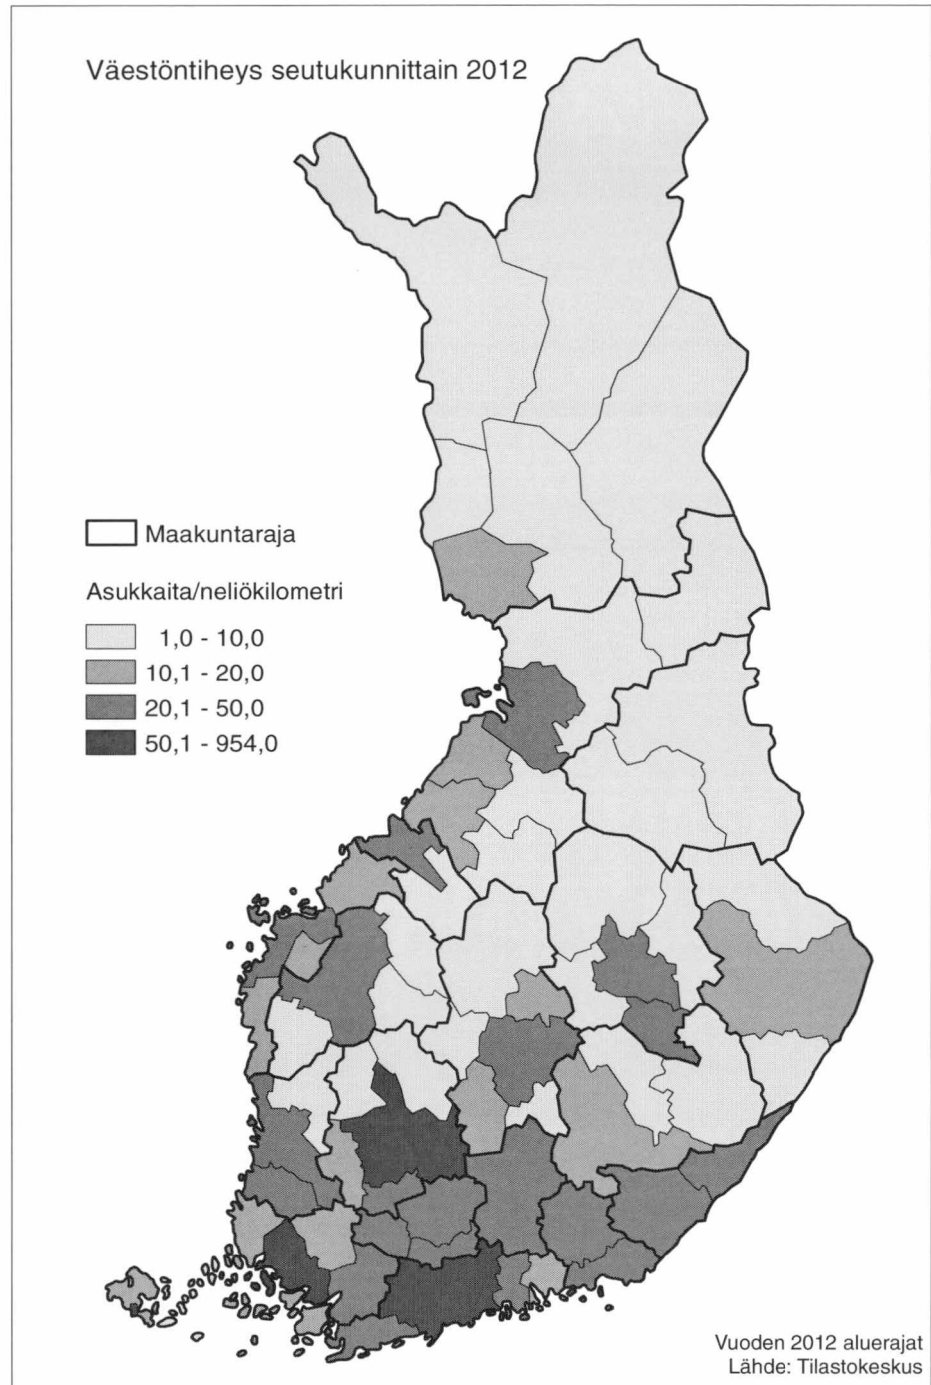 Väestöntiheys seutukunnittain 2012
Maakuntaraja
Asukkaita/neliökilometri
1,0 - 10,0
10,1 - 20,0
20,1 - 50,0
50,1 - 954,0
Vuoden 2012 aluerajat
Lähde: Tilastokeskus